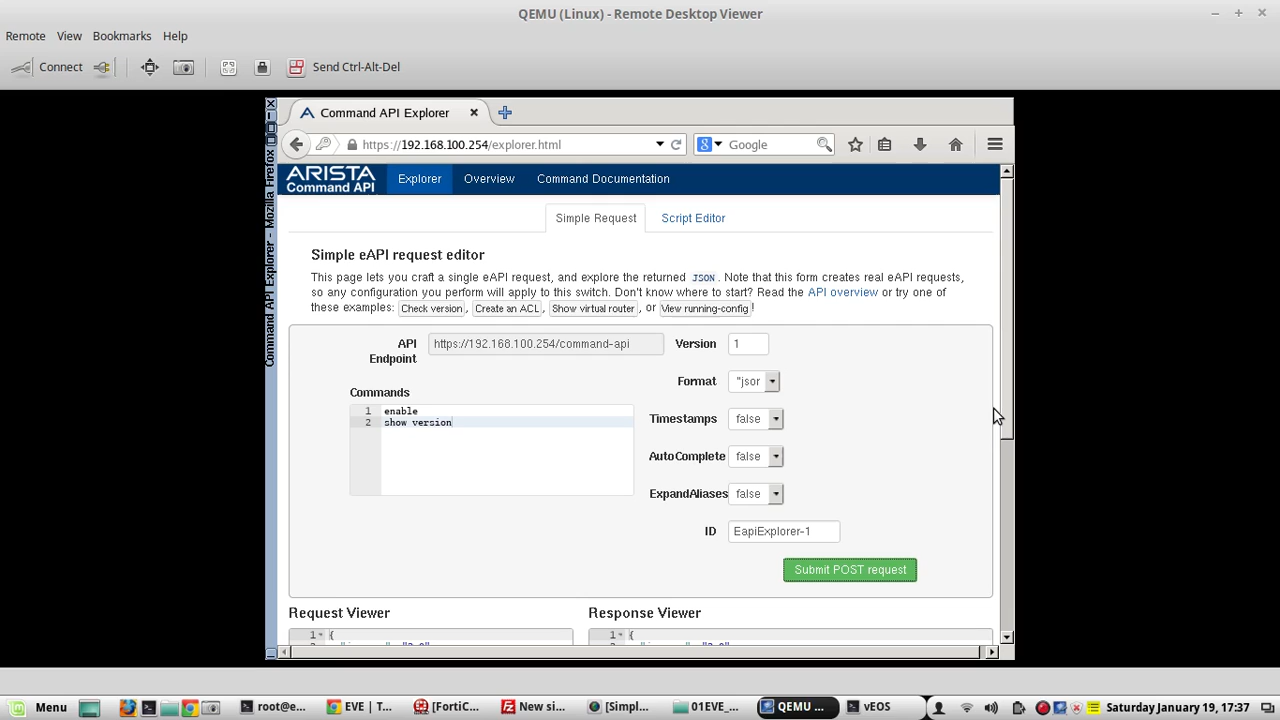 QEMU (Linux) - Remote Desktop Viewer
Remote View Bookmarks Help
Connect Send Ctrl-Alt-Del
Command API Explorer - Mozilla Firefox
Command API Explorer
https://192.168.100.254/explorer.html Google
ARISTA
Command API
Explorer Overview Command Documentation
Simple Request Script Editor
Simple eAPI request editor
This page lets you craft a single eAPI request, and explore the returned JSON. Note that this form creates real eAPI requests,
so any configuration you perform will apply to this switch. Don't know where to start? Read the API overview or try one of
these examples: Check version, Create an ACL, Show virtual router, or View running-config!
API Endpoint https://192.168.100.254/command-api Version 1
Format "jsor
Commands
1 enable
2 show version
Timestamps false
AutoComplete false
ExpandAliases false
ID EapiExplorer-1
Submit POST request
Request Viewer Response Viewer
1 { 1 {
Menu root@e... EVE | T... [FortiC... New si... [Simpl... 01EVE_... QEMU ... vEOS Saturday January 19, 17:37